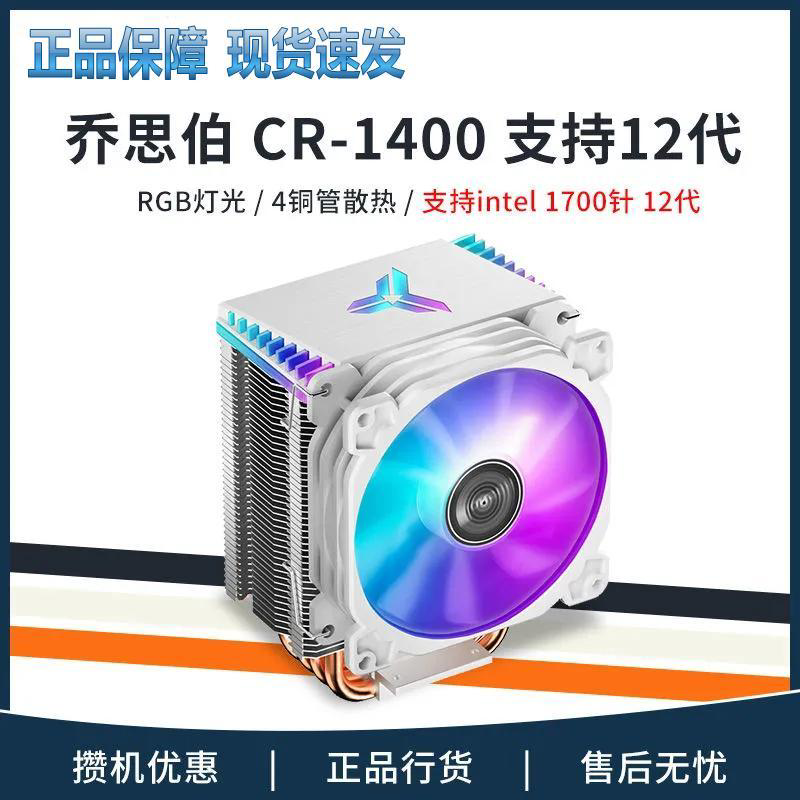 正品保障 现货速发
乔思伯 CR-1400 支持12代
RGB灯光 / 4铜管散热 / 支持intel 1700针 12代
攒机优惠 | 正品行货 | 售后无忧